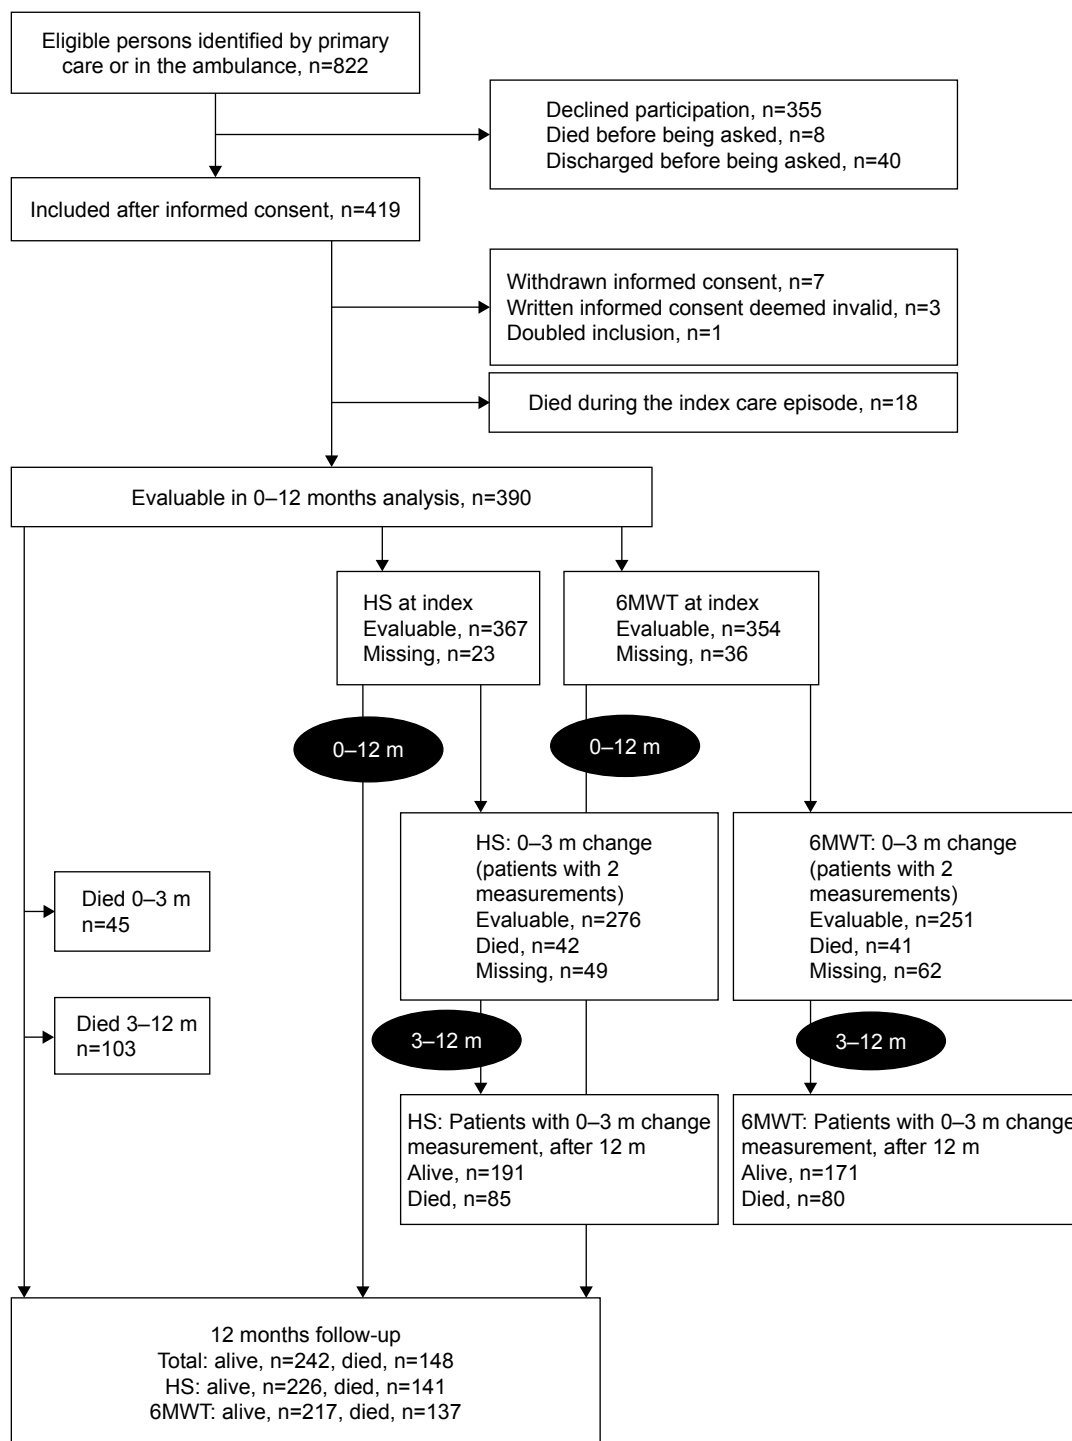 Eligible persons identified by primary
care or in the ambulance, n=822
Declined participation, n=355
Died before being asked, n=8
Discharged before being asked, n=40
Included after informed consent, n=419
Withdrawn informed consent, n=7
Written informed consent deemed invalid, n=3
Doubled inclusion, n=1
Died during the index care episode, n=18
Evaluable in 0–12 months analysis, n=390
HS at index
Evaluable, n=367
Missing, n=23
6MWT at index
Evaluable, n=354
Missing, n=36
0–12 m
0–12 m
HS: 0–3 m change
(patients with 2
measurements)
Evaluable, n=276
Died, n=42
Missing, n=49
6MWT: 0–3 m change
(patients with 2
measurements)
Evaluable, n=251
Died, n=41
Missing, n=62
Died 0–3 m
n=45
Died 3–12 m
n=103
3–12 m
3–12 m
HS: Patients with 0–3 m change
measurement, after 12 m
Alive, n=191
Died, n=85
6MWT: Patients with 0–3 m change
measurement, after 12 m
Alive, n=171
Died, n=80
12 months follow-up
Total: alive, n=242, died, n=148
HS: alive, n=226, died, n=141
6MWT: alive, n=217, died, n=137